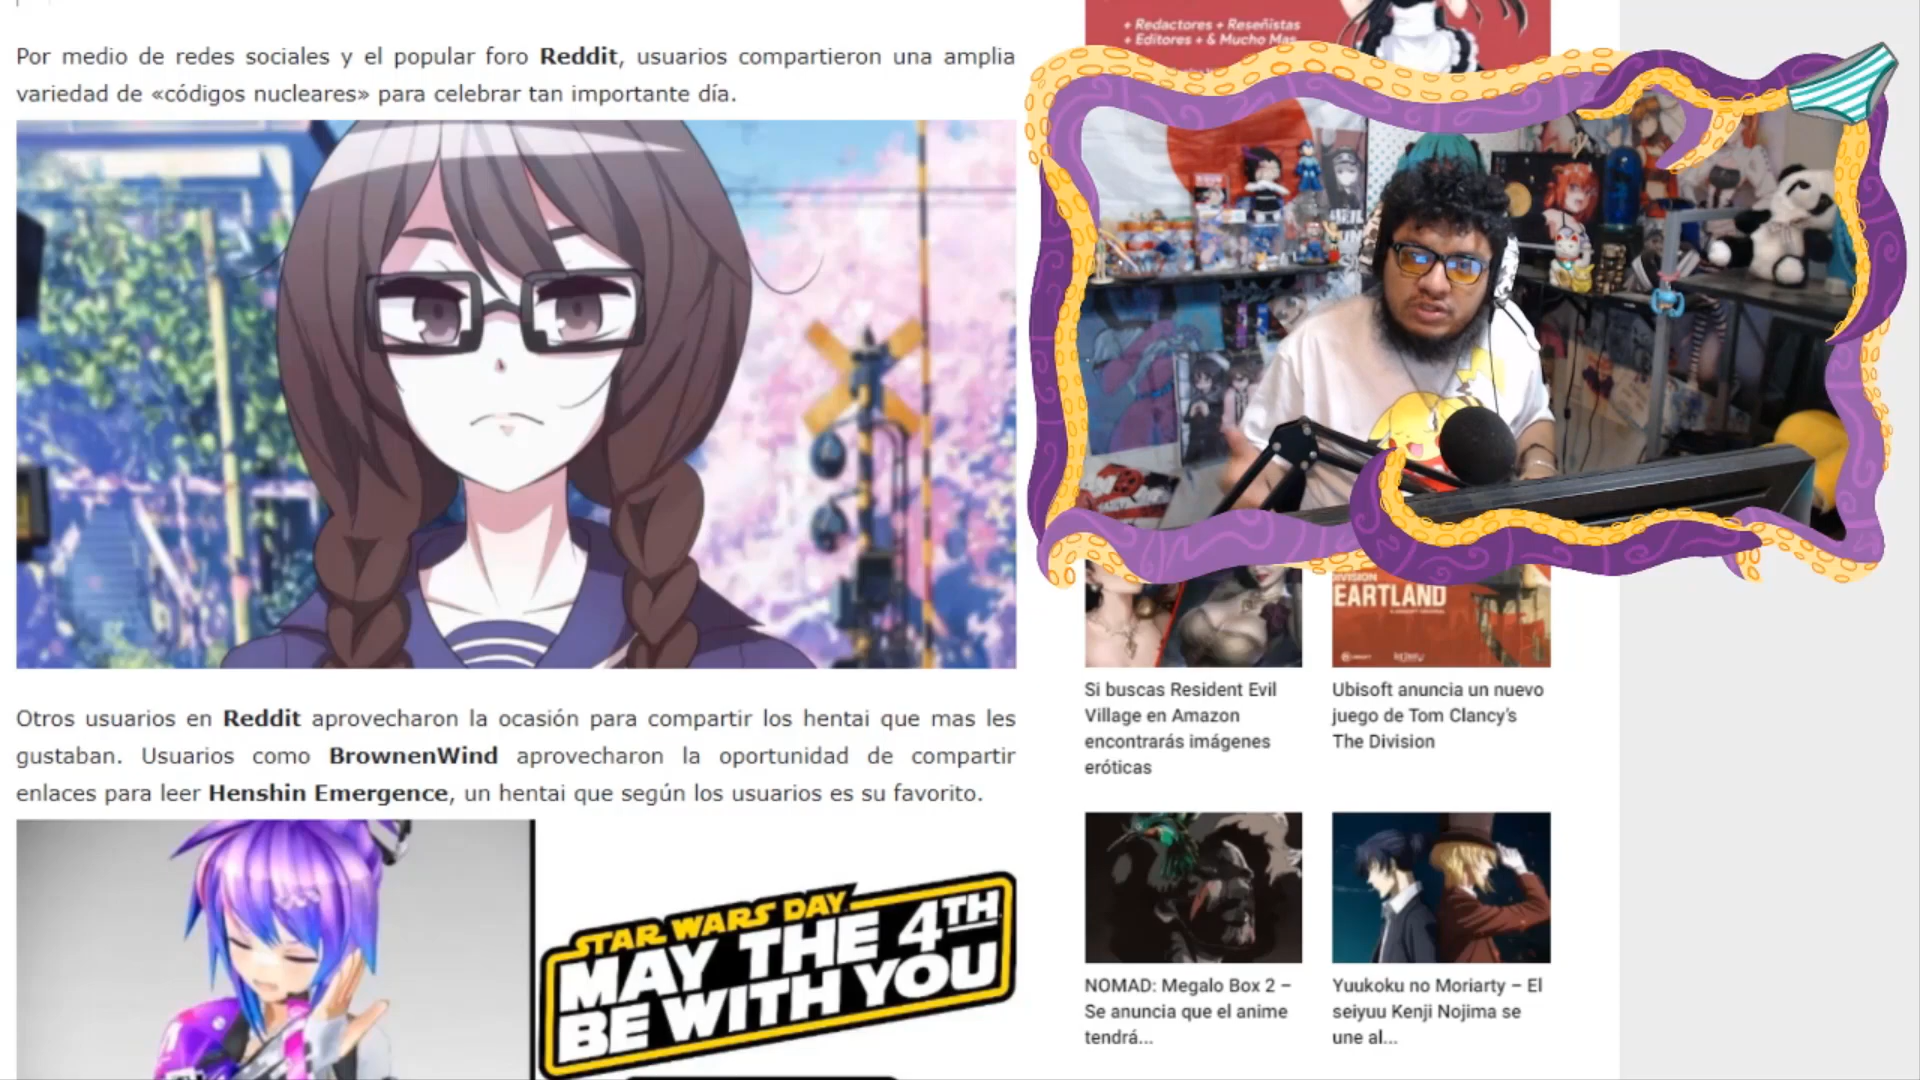 Por medio de redes sociales y el popular foro Reddit, usuarios compartieron una amplia
variedad de «códigos nucleares» para celebrar tan importante día.
Otros usuarios en Reddit aprovecharon la ocasión para compartir los hentai que mas les
gustaban. Usuarios como BrownenWind aprovecharon la oportunidad de compartir
enlaces para leer Henshin Emergence, un hentai que según los usuarios es su favorito.
STAR WARS DAY
MAY THE 4TH
BE WITH YOU
+ Redactores + Reseñistas
+ Editores + & Mucho Mas
DIVISION
HEARTLAND
Si buscas Resident Evil
Village en Amazon
encontrarás imágenes
eróticas
Ubisoft anuncia un nuevo
juego de Tom Clancy's
The Division
NOMAD: Megalo Box 2 –
Se anuncia que el anime
tendrá...
Yuukoku no Moriarty – El
seiyuu Kenji Nojima se
une al...